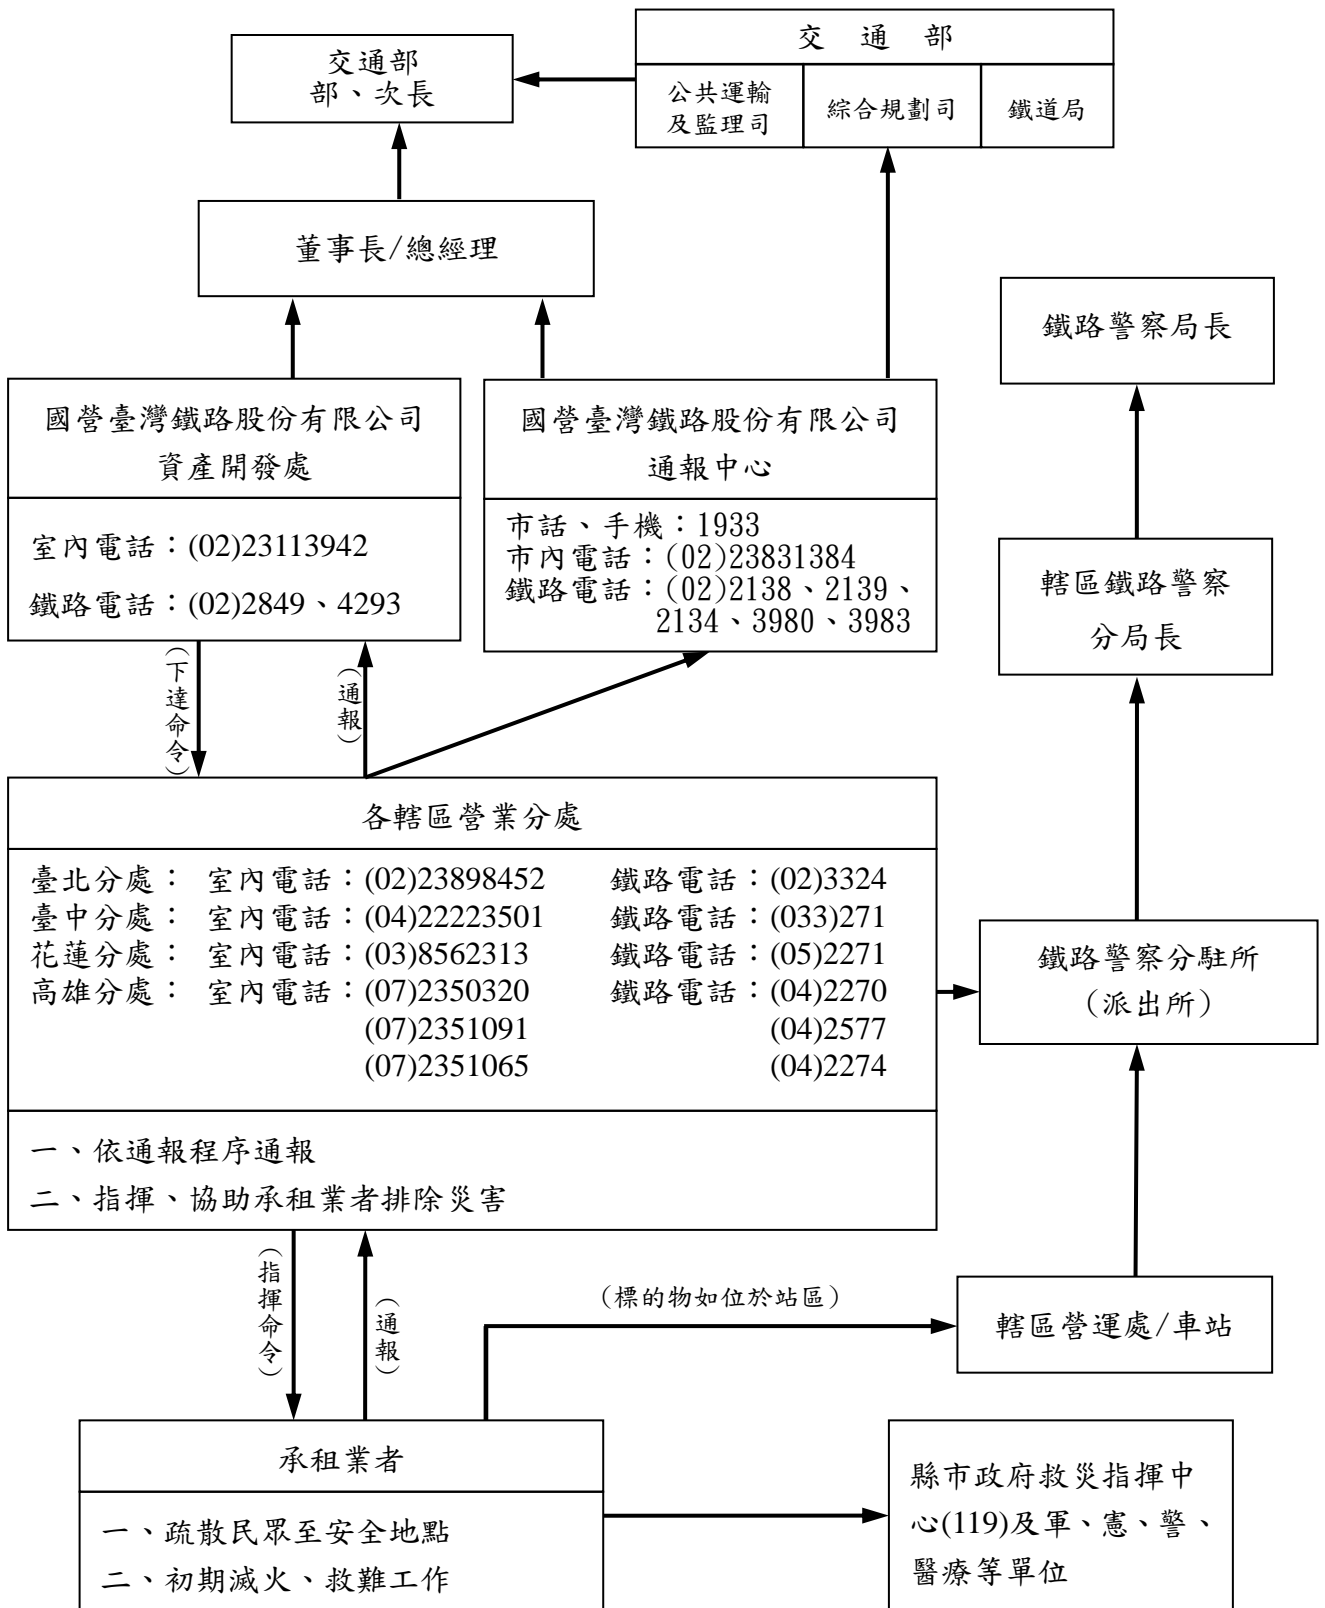 交通部
公共運輸
及監理司
綜合規劃司
鐵道局
交通部
部、次長
董事長/總經理
鐵路警察局長
國營臺灣鐵路股份有限公司
資產開發處
室內電話：(02)23113942
鐵路電話：(02)2849、4293
國營臺灣鐵路股份有限公司
通報中心
市話、手機：1933
市內電話：(02)23831384
鐵路電話：(02)2138、2139、
2134、3980、3983
轄區鐵路警察
分局長
(下達命令)
(通報)
各轄區營業分處
臺北分處： 室內電話：(02)23898452 鐵路電話：(02)3324
臺中分處： 室內電話：(04)22223501 鐵路電話：(033)271
花蓮分處： 室內電話：(03)8562313 鐵路電話：(05)2271
高雄分處： 室內電話：(07)2350320 鐵路電話：(04)2270
(07)2351091 (04)2577
(07)2351065 (04)2274
一、依通報程序通報
二、指揮、協助承租業者排除災害
鐵路警察分駐所
（派出所）
(指揮命令)
(通報)
（標的物如位於站區）
轄區營運處/車站
承租業者
一、疏散民眾至安全地點
二、初期滅火、救難工作
縣市政府救災指揮中
心(119)及軍、憲、警、
醫療等單位